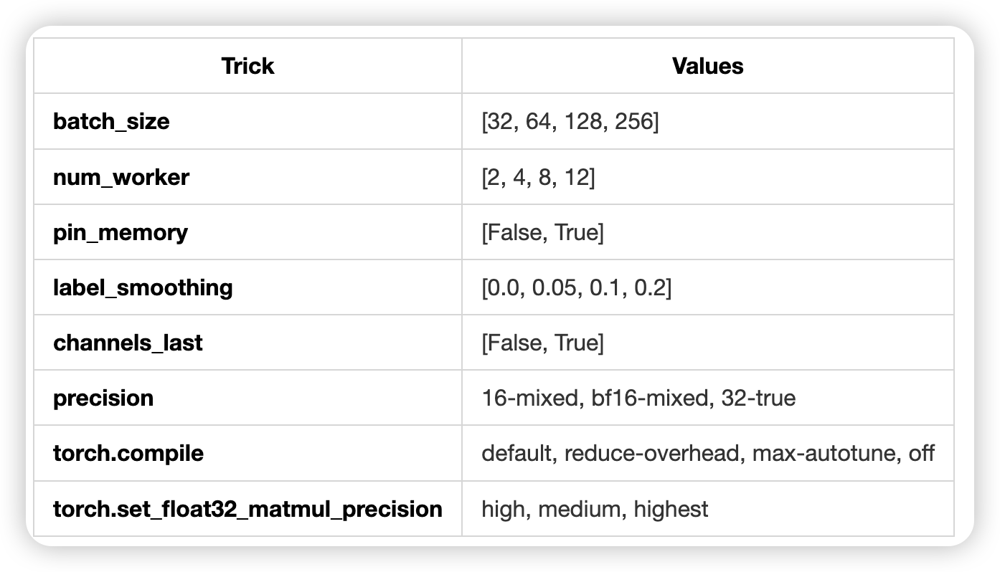 Trick Values
batch_size [32, 64, 128, 256]
num_worker [2, 4, 8, 12]
pin_memory [False, True]
label_smoothing [0.0, 0.05, 0.1, 0.2]
channels_last [False, True]
precision 16-mixed, bf16-mixed, 32-true
torch.compile default, reduce-overhead, max-autotune, off
torch.set_float32_matmul_precision high, medium, highest